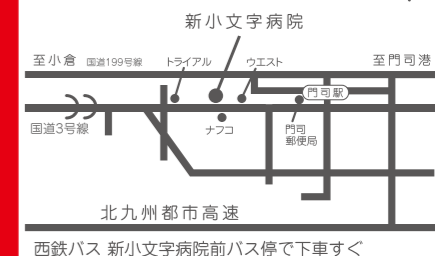 新小文字病院
至小倉 国道199号線 トライアル ウエスト 至門司港
門司駅
国道3号線 ナフコ 門司
郵便局
北九州都市高速
西鉄バス 新小文字病院前バス停で下車すぐ